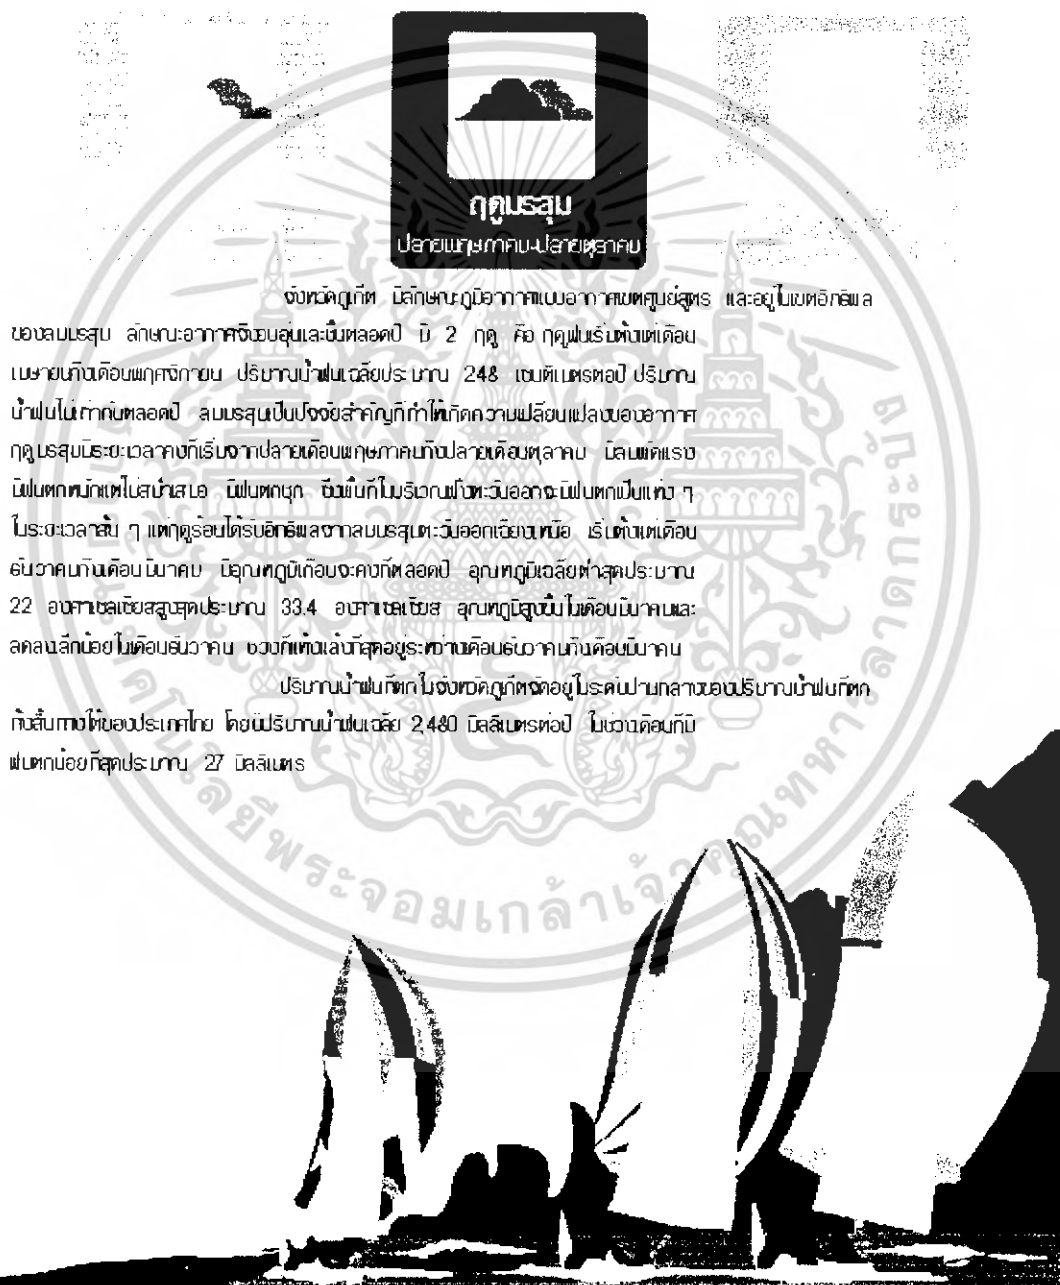 ฤดูมรสุม
ปลายพฤษภาคม-ปลายตุลาคม
จังหวัดภูเก็ต มีลักษณะภูมิอากาศแบบอากาศเขตศูนย์สูตร และอยู่ในเขตอิทธิพล
ของลมมรสุม ลักษณะอากาศจึงอบอุ่นและชื้นตลอดปี มี 2 ฤดู คือ ฤดูฝนเริ่มตั้งแต่เดือน
เมษายนถึงเดือนพฤศจิกายน ปริมาณน้ำฝนเฉลี่ยประมาณ 248 เซนติเมตรต่อปี ปริมาณ
น้ำฝนไม่เท่ากันตลอดปี ลมมรสุมเป็นปัจจัยสำคัญที่ทำให้เกิดความเปลี่ยนแปลงของอากาศ
ฤดูมรสุมมีระยะเวลาคงที่เริ่มจากปลายเดือนพฤษภาคมถึงปลายเดือนตุลาคม มีลมพัดแรง
มีฝนตกหนักแต่ไม่สม่ำเสมอ มีฝนตกชุก ซึ่งพื้นที่ในบริเวณฝั่งตะวันออกจะมีฝนตกเป็นแห่ง ๆ
ในระยะเวลาสั้น ๆ แต่ฤดูร้อนได้รับอิทธิพลจากลมมรสุมตะวันออกเฉียงเหนือ เริ่มตั้งแต่เดือน
ธันวาคมถึงเดือนมีนาคม มีอุณหภูมิเกือบจะคงที่ตลอดปี อุณหภูมิเฉลี่ยต่ำสุดประมาณ
22 องศาเซลเซียสสูงสุดประมาณ 33.4 องศาเซลเซียส อุณหภูมิสูงขึ้นในเดือนมีนาคมและ
ลดลงเล็กน้อยในเดือนธันวาคม ช่วงที่แห้งแล้งที่สุดอยู่ระหว่างเดือนธันวาคมถึงเดือนมีนาคม
ปริมาณน้ำฝนที่ตกในจังหวัดภูเก็ตจัดอยู่ในระดับปานกลางของปริมาณน้ำฝนที่ตก
ทั้งสิ้นทางใต้ของประเทศไทย โดยมีปริมาณน้ำฝนเฉลี่ย 2,480 มิลลิเมตรต่อปี ในช่วงเดือนที่มี
ฝนตกน้อยที่สุดประมาณ 27 มิลลิเมตร